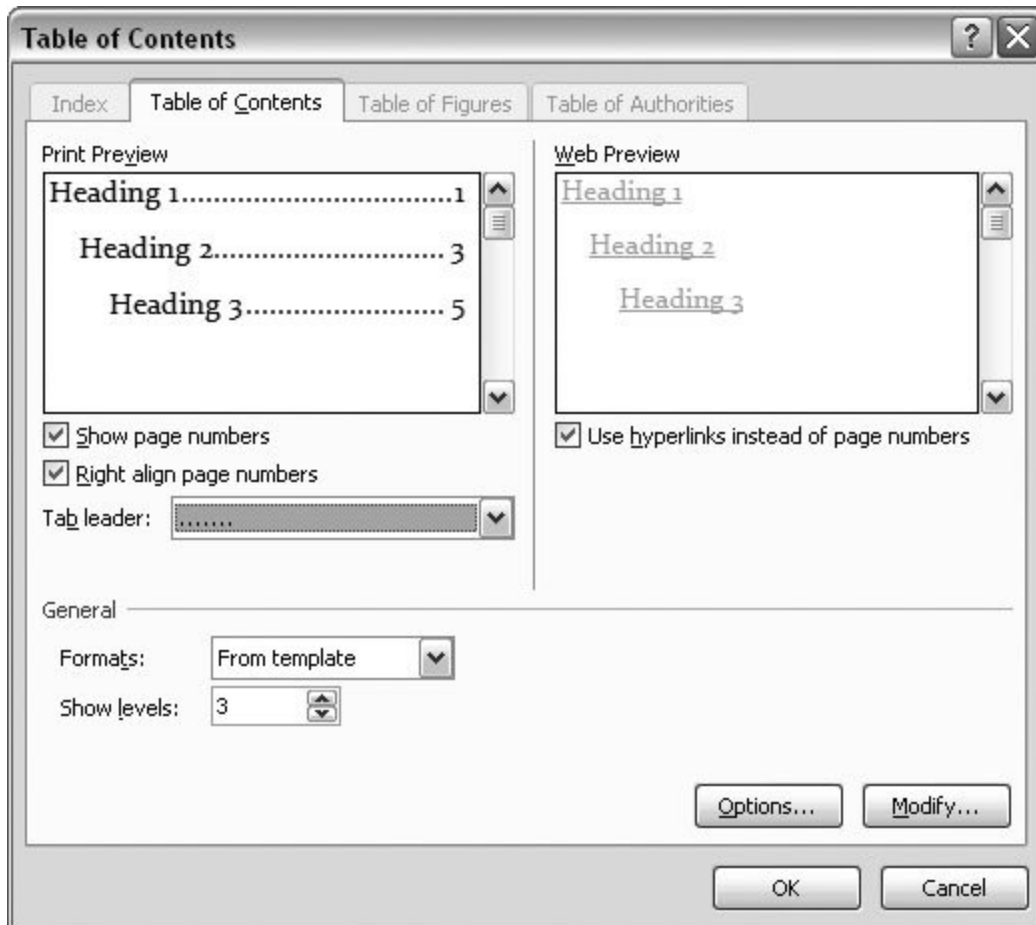 Table of Contents
Index Table of Contents Table of Figures Table of Authorities
Print Preview
Heading 1..............................1
Heading 2.......................... 3
Heading 3......................... 5
Web Preview
Heading 1
Heading 2
Heading 3
Show page numbers
Right align page numbers
Tab leader: .......
Use hyperlinks instead of page numbers
General
Formats: From template
Show levels: 3
Options... Modify...
OK Cancel